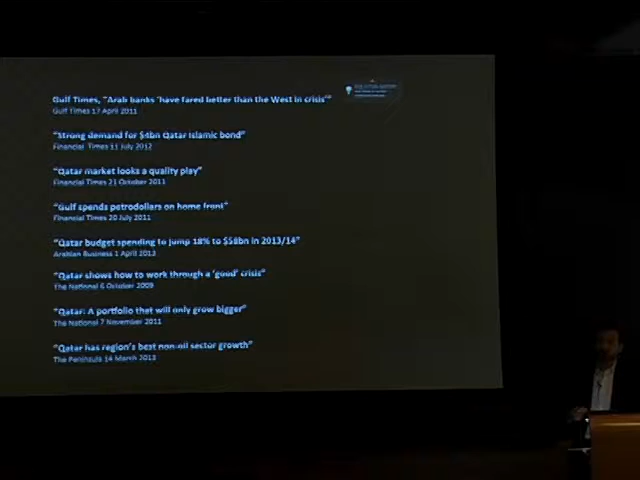 Gulf Times, "Arab banks 'have fared better than the West in crisis'"
Gulf Times 17 April 2011
"Strong demand for $4bn Qatar Islamic bond"
Financial Times 11 July 2012
"Qatar market looks a quality play"
Financial Times 21 October 2011
"Gulf spends petrodollars on home front"
Financial Times 20 July 2011
"Qatar budget spending to jump 18% to $58bn in 2013/14"
Arabian Business 1 April 2013
"Qatar shows how to work through a 'good' crisis"
The National 6 October 2009
"Qatar: A portfolio that will only grow bigger"
The National 7 November 2011
"Qatar has region's best non-oil sector growth"
The Peninsula 14 March 2013